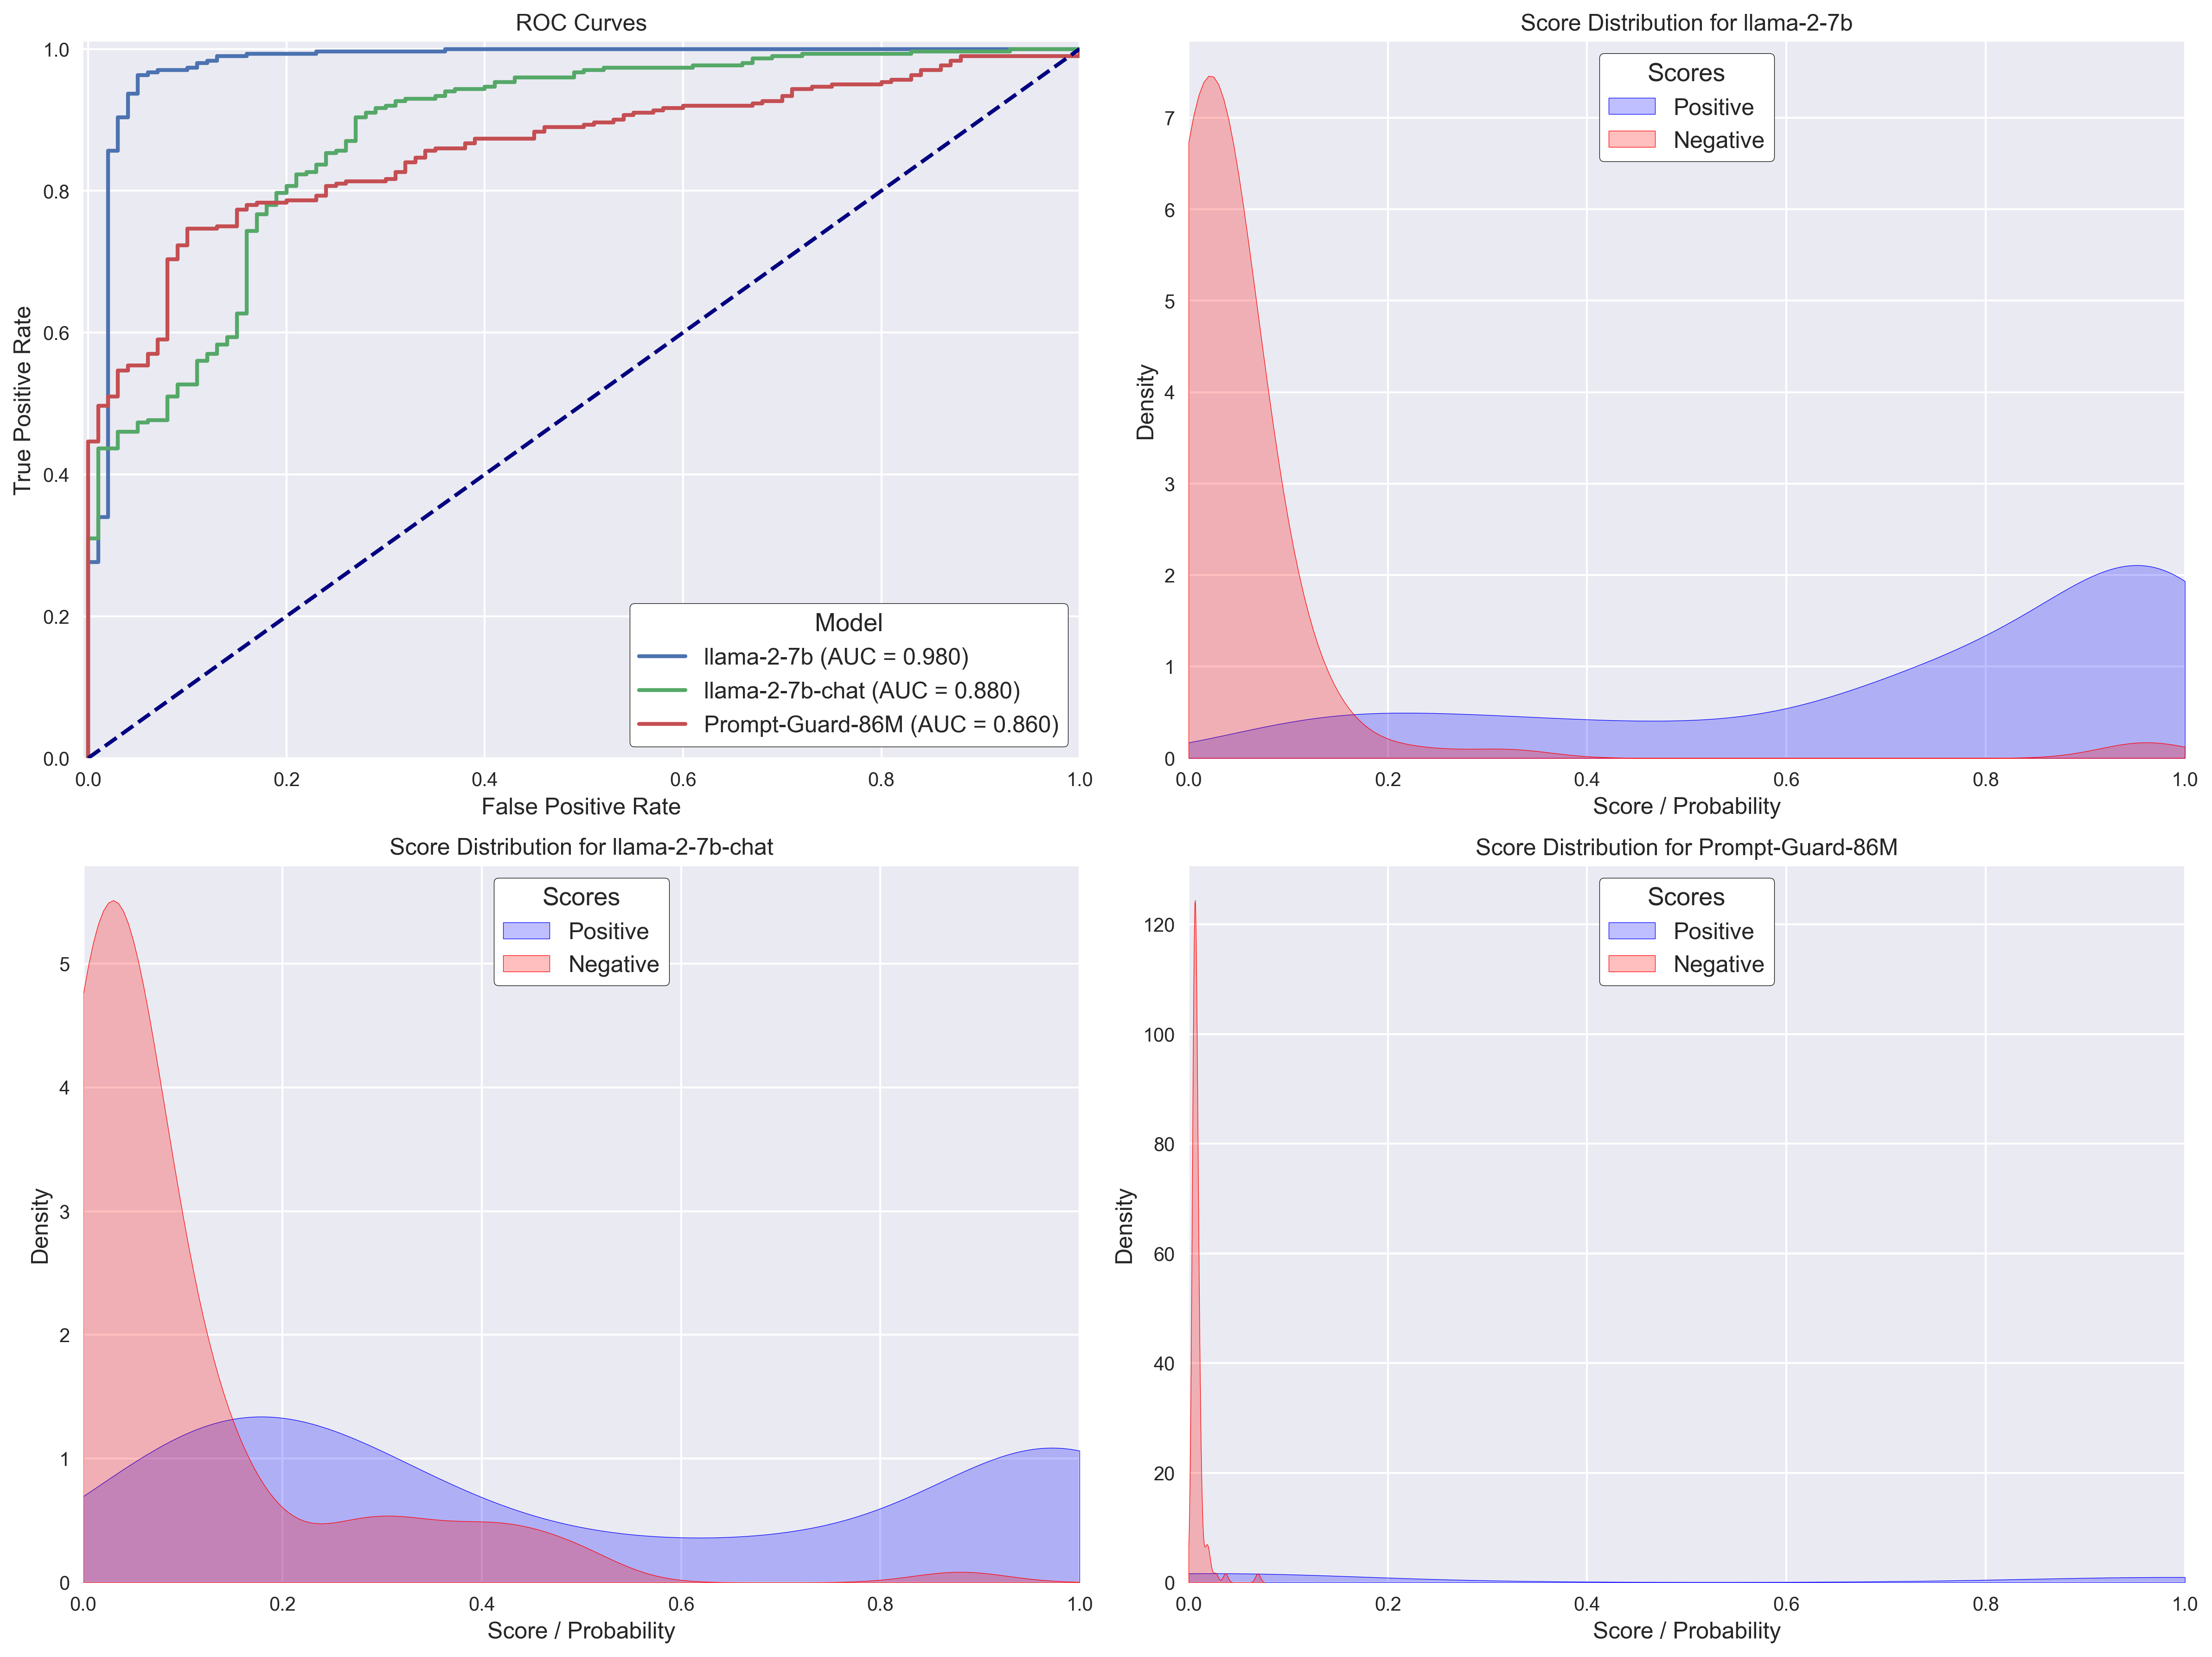 ROC Curves
1.0
0.8
0.6
0.4
0.2
0.0
True Positive Rate
0.0 0.2 0.4 0.6 0.8 1.0
False Positive Rate
Model
llama-2-7b (AUC = 0.980)
llama-2-7b-chat (AUC = 0.880)
Prompt-Guard-86M (AUC = 0.860)
Score Distribution for llama-2-7b
Scores
Positive
Negative
7
6
5
4
3
2
1
0
Density
0.0 0.2 0.4 0.6 0.8 1.0
Score / Probability
Score Distribution for llama-2-7b-chat
Scores
Positive
Negative
5
4
3
2
1
0
Density
0.0 0.2 0.4 0.6 0.8 1.0
Score / Probability
Score Distribution for Prompt-Guard-86M
Scores
Positive
Negative
120
100
80
60
40
20
0
Density
0.0 0.2 0.4 0.6 0.8 1.0
Score / Probability